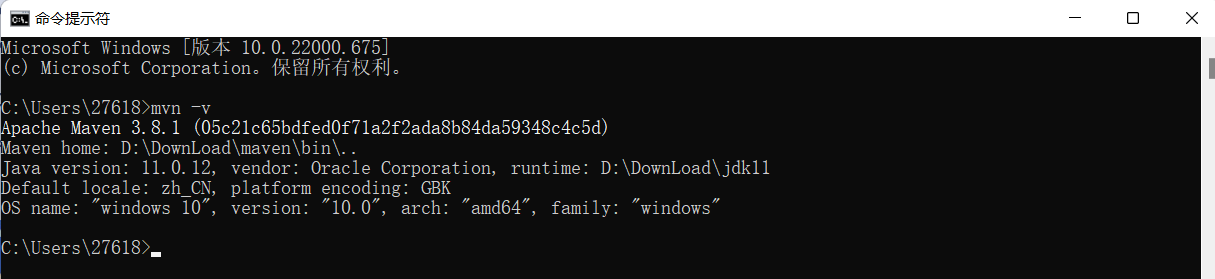 命令提示符
Microsoft Windows [版本 10.0.22000.675]
(c) Microsoft Corporation。保留所有权利。
C:\Users\27618>mvn -v
Apache Maven 3.8.1 (05c21c65bdfed0f71a2f2ada8b84da59348c4c5d)
Maven home: D:\DownLoad\maven\bin\..
Java version: 11.0.12, vendor: Oracle Corporation, runtime: D:\DownLoad\jdk11
Default locale: zh_CN, platform encoding: GBK
OS name: "windows 10", version: "10.0", arch: "amd64", family: "windows"
C:\Users\27618>